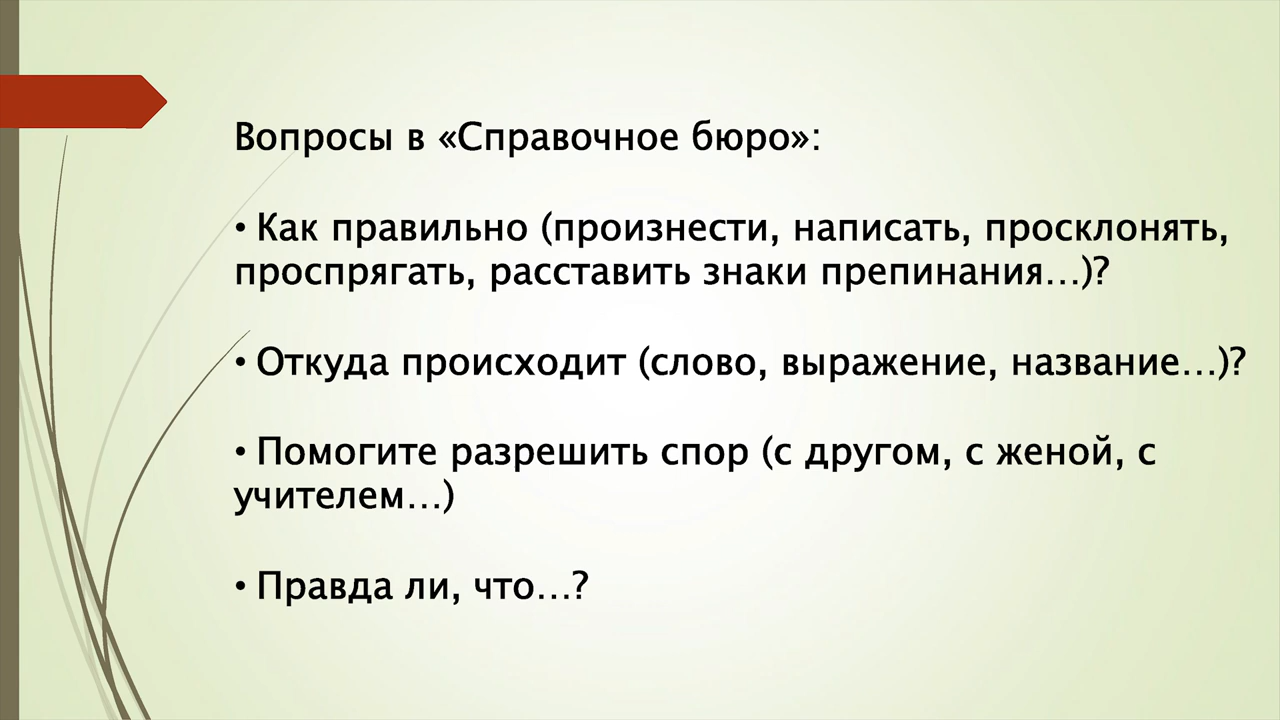 Вопросы в «Справочное бюро»:
• Как правильно (произнести, написать, просклонять,
проспрягать, расставить знаки препинания…)?
• Откуда происходит (слово, выражение, название…)?
• Помогите разрешить спор (с другом, с женой, с
учителем…)
• Правда ли, что…?